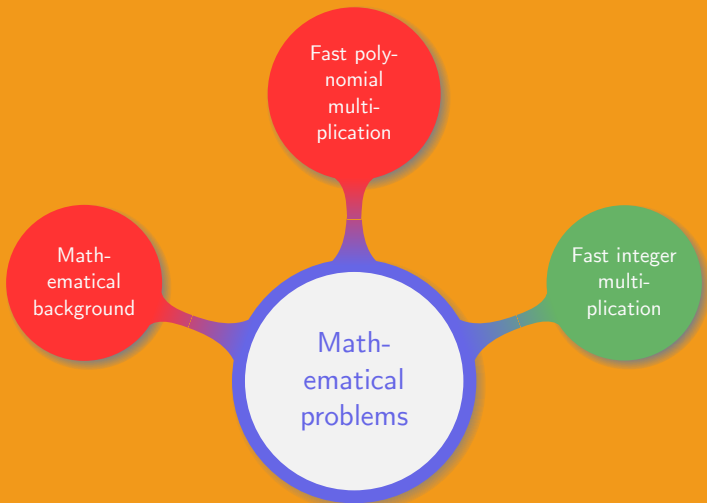 Fast poly-
nomial
multi-
plication
Math-
ematical
background
Fast integer
multi-
plication
Math-
ematical
problems